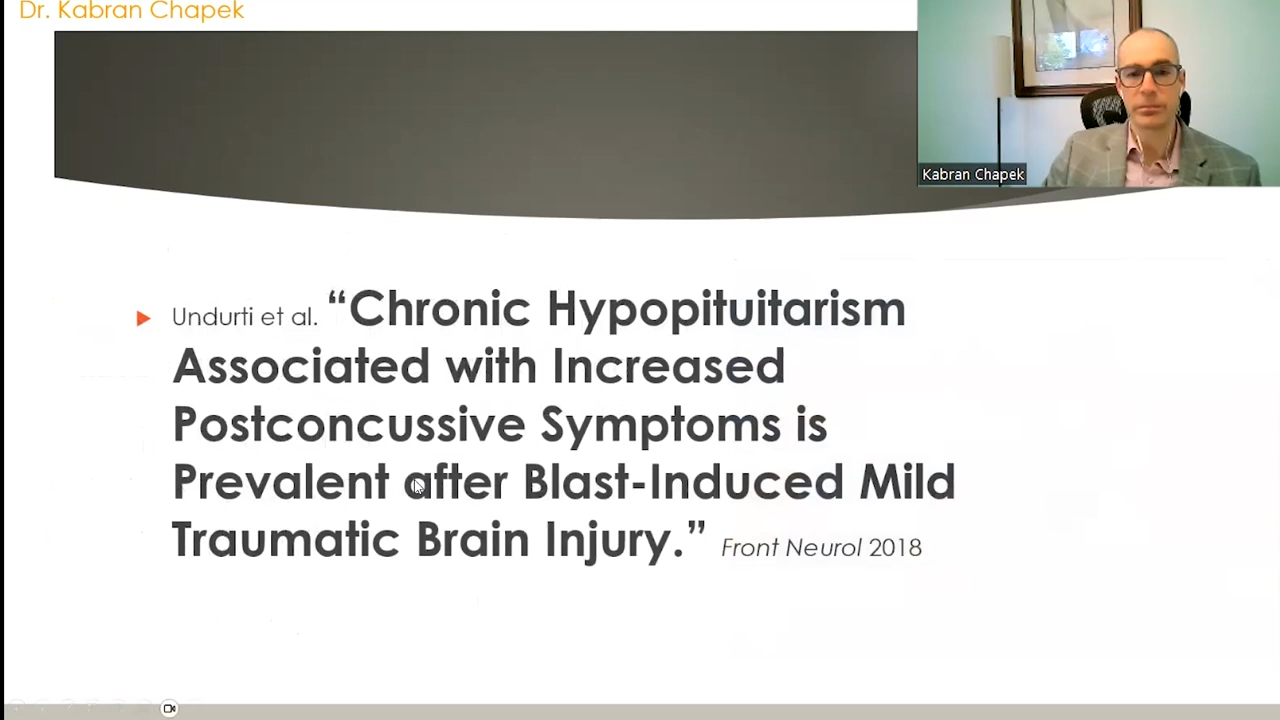 Dr. Kabran Chapek
Kabran Chapek
Undurti et al. “Chronic Hypopituitarism
Associated with Increased
Postconcussive Symptoms is
Prevalent after Blast-Induced Mild
Traumatic Brain Injury.” Front Neurol 2018